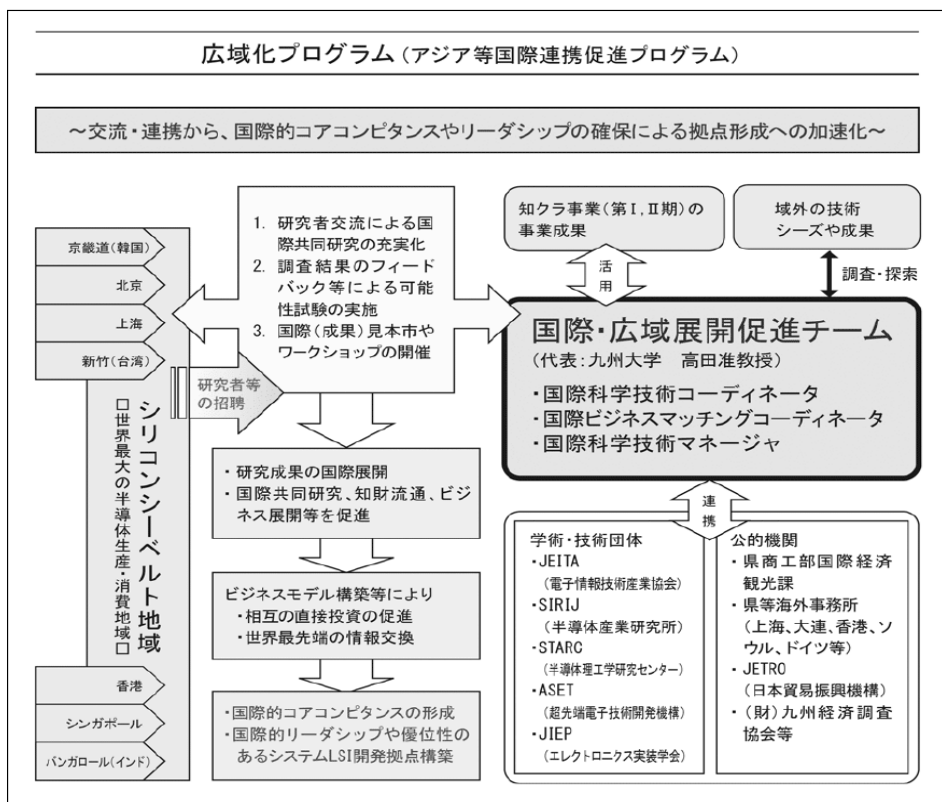 広域化プログラム(アジア等国際連携促進プログラム)
～交流・連携から、国際的コアコンピタンスやリーダシップの確保による拠点形成への加速化～
京畿道(韓国)
北京
上海
新竹(台湾)
シリコンシーベルト地域
口世界最大の半導体生産・消費地域口
香港
シンガポール
バンガロール(インド)
1. 研究者交流による国
際共同研究の充実化
2. 調査結果のフィード
バック等による可能
性試験の実施
3. 国際(成果)見本市や
ワークショップの開催
研究者等
の招聘
・研究成果の国際展開
・国際共同研究、知財流通、ビジ
ネス展開等を促進
ビジネスモデル構築等により
・相互の直接投資の促進
・世界最先端の情報交換
・国際的コアコンピタンスの形成
・国際的リーダシップや優位性の
あるシステムLSI開発拠点構築
知クラ事業(第Ⅰ,Ⅱ期)の
事業成果
域外の技術
シーズや成果
活用
調査・探索
国際・広域展開促進チーム
(代表:九州大学 高田准教授)
・国際科学技術コーディネータ
・国際ビジネスマッチングコーディネータ
・国際科学技術マネージャ
連携
学術・技術団体
・JEITA
(電子情報技術産業協会)
・SIRIJ
(半導体産業研究所)
・STARC
(半導体理工学研究センター)
・ASET
(超先端電子技術開発機構)
・JIEP
(エレクトロニクス実装学会)
公的機関
・県商工部国際経済
観光課
・県等海外事務所
(上海、大連、香港、ソ
ウル、ドイツ等)
・JETRO
(日本貿易振興機構)
・(財)九州経済調査
協会等